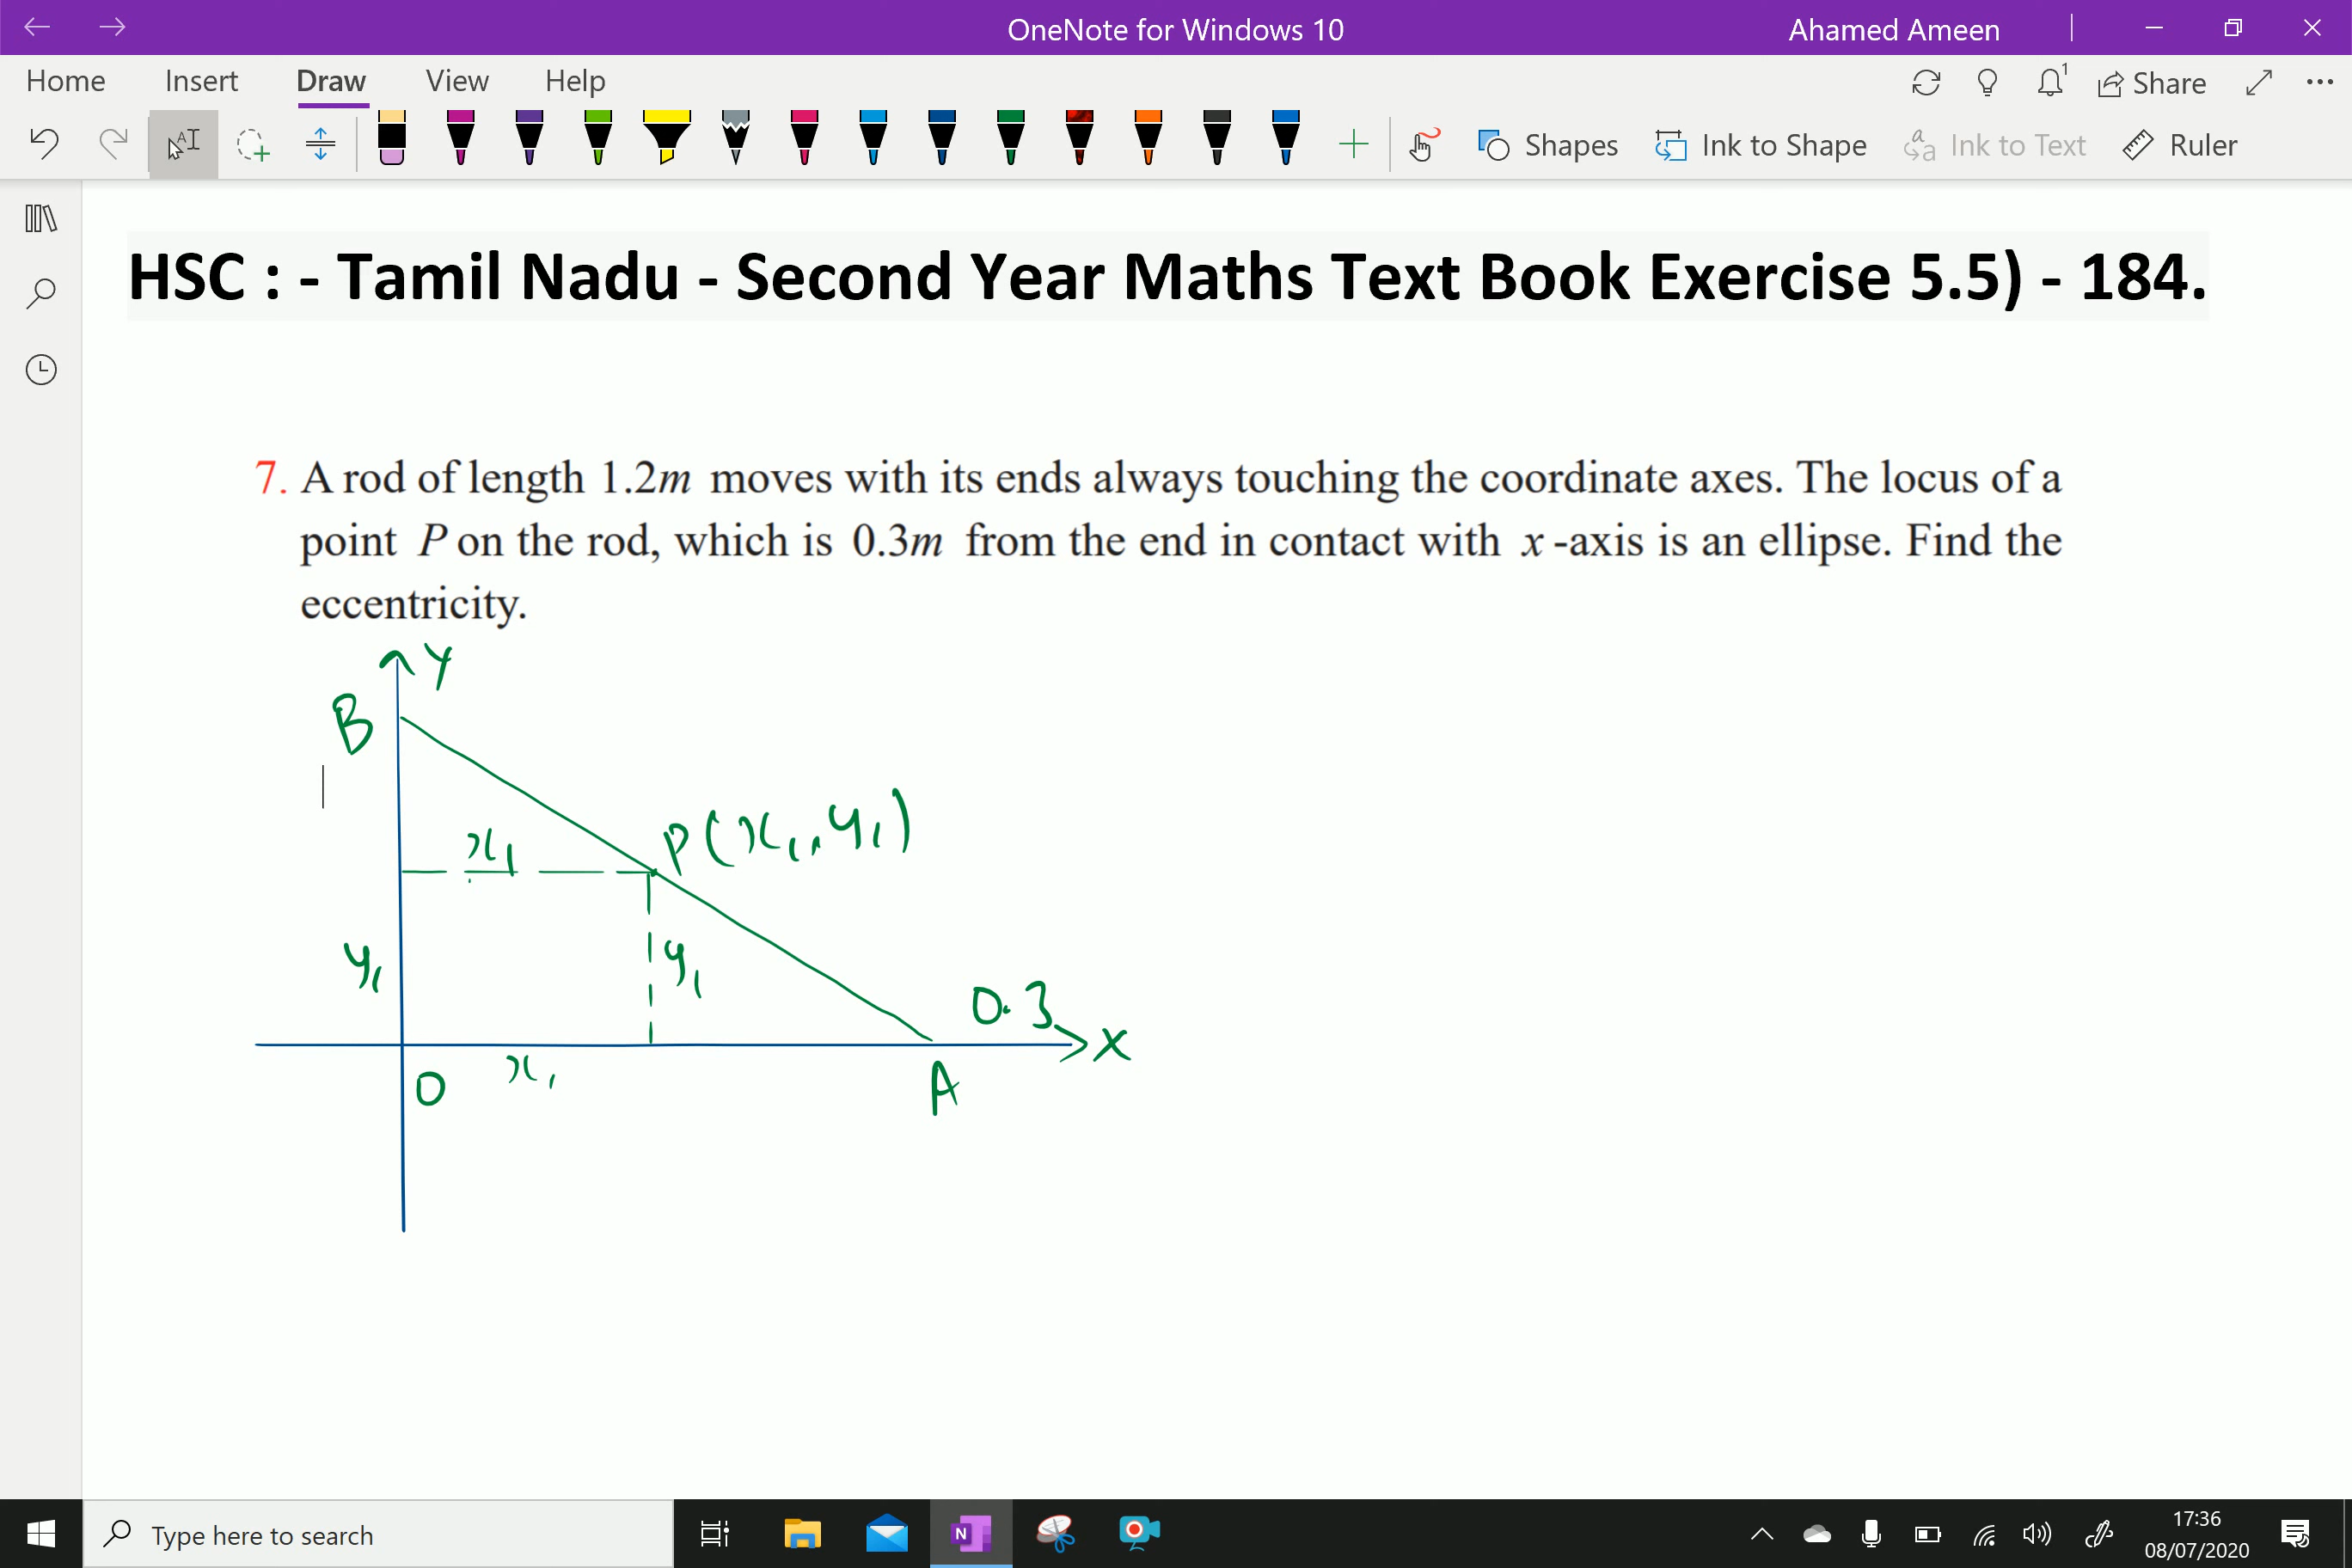 OneNote for Windows 10
Ahamed Ameen
Home Insert Draw View Help
1 Share
Shapes Ink to Shape Ink to Text Ruler
HSC : - Tamil Nadu - Second Year Maths Text Book Exercise 5.5) - 184.
7. A rod of length 1.2m moves with its ends always touching the coordinate axes. The locus of a
point P on the rod, which is 0.3m from the end in contact with x-axis is an ellipse. Find the
eccentricity.
Y
B
x₁
P(x₁, y₁)
y₁
y₁
0.3
X
O
x₁
A
Type here to search
N
17:36
08/07/2020